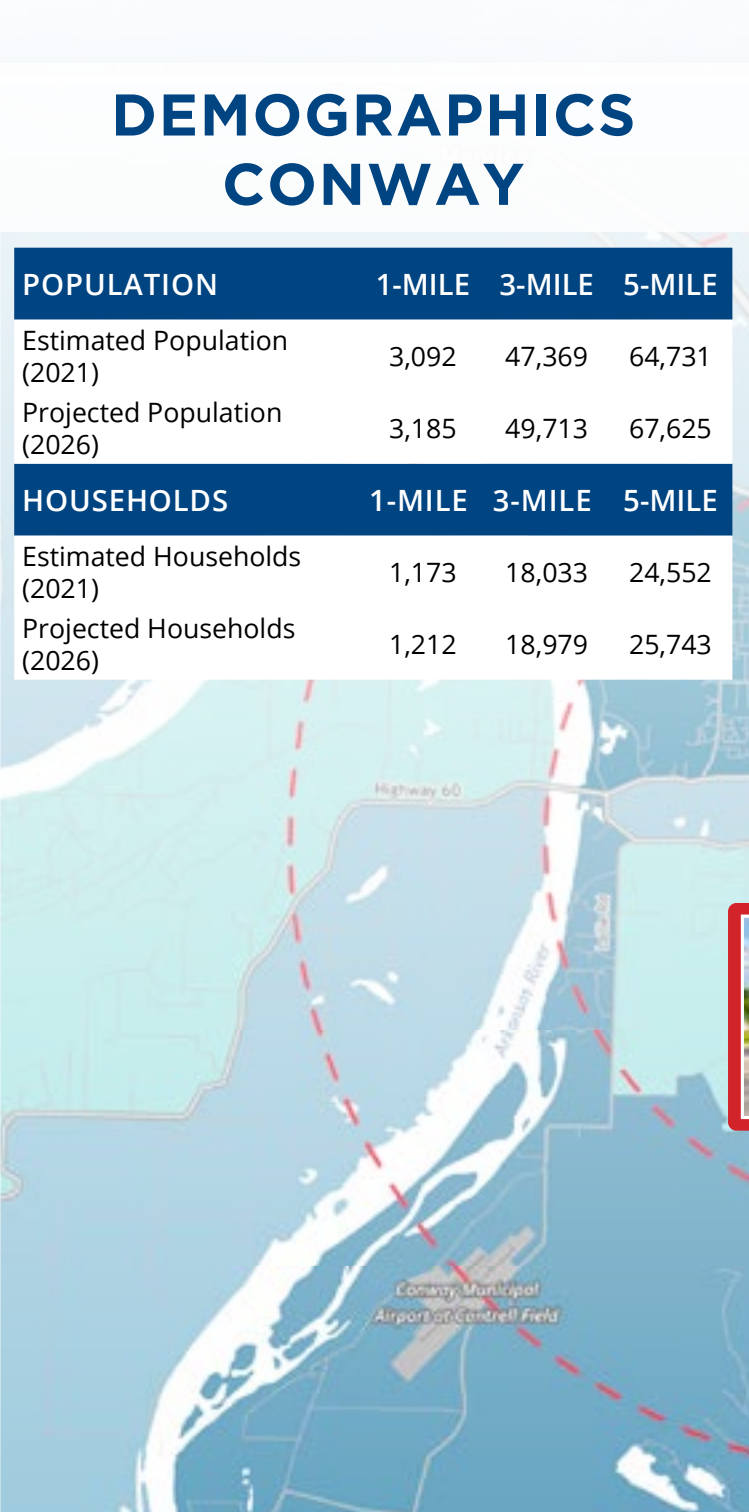 DEMOGRAPHICS
CONWAY
POPULATION 1-MILE 3-MILE 5-MILE
Estimated Population
(2021) 3,092 47,369 64,731
Projected Population
(2026) 3,185 49,713 67,625
HOUSEHOLDS 1-MILE 3-MILE 5-MILE
Estimated Households
(2021) 1,173 18,033 24,552
Projected Households
(2026) 1,212 18,979 25,743
Highway 60
Arkansas River
Conway Municipal
Airport at Cantrell Field